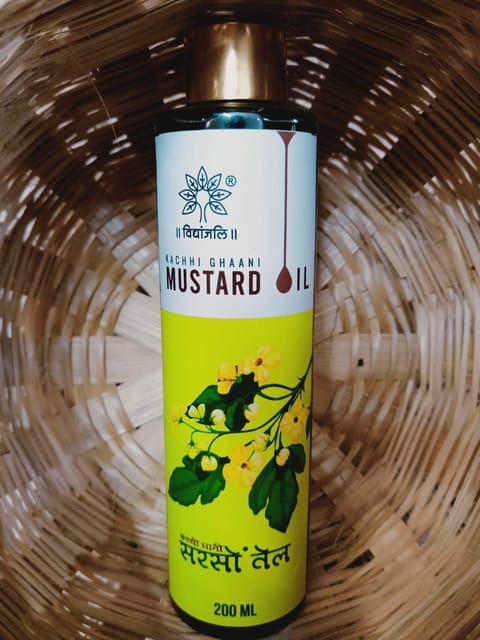 ®
॥ विद्यांजलि ॥
KACHHI GHAANI
MUSTARD OIL
कच्ची घानी
सरसों तेल
200 ML